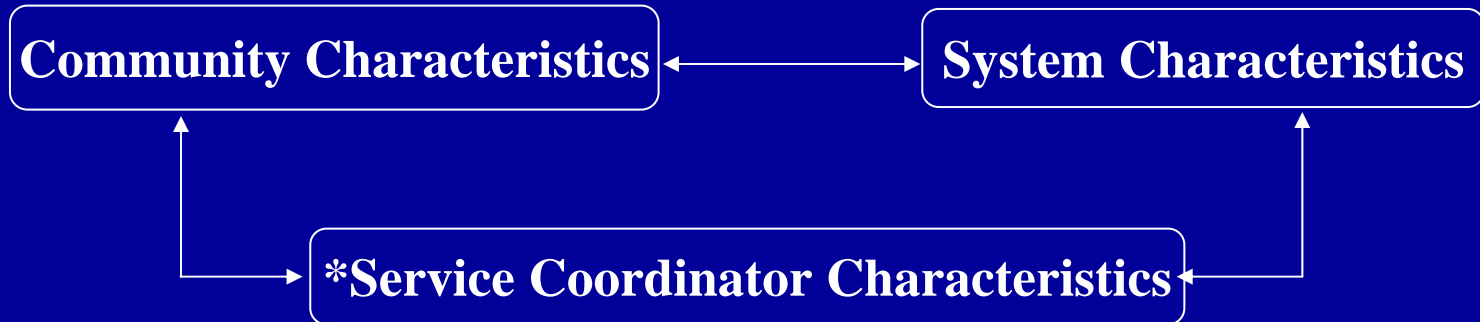 Community Characteristics
System Characteristics
*Service Coordinator Characteristics